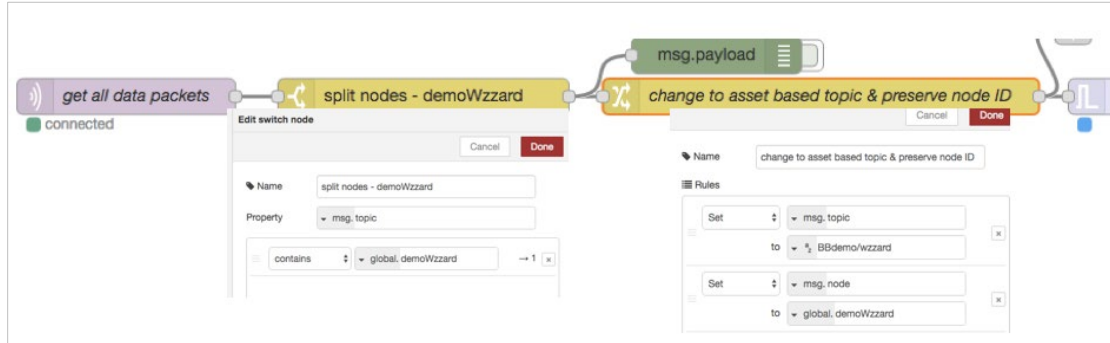 msg.payload
get all data packets
split nodes - demoWzzard
change to asset based topic & preserve node ID
connected
Edit switch node
Cancel
Done
Name
split nodes - demoWzzard
Property
msg. topic
contains
global. demoWzzard
→ 1
x
Cancel
Done
Name
change to asset based topic & preserve node ID
Rules
Set
msg. topic
to
BBdemo/wzzard
x
Set
msg. node
to
global. demoWzzard
x